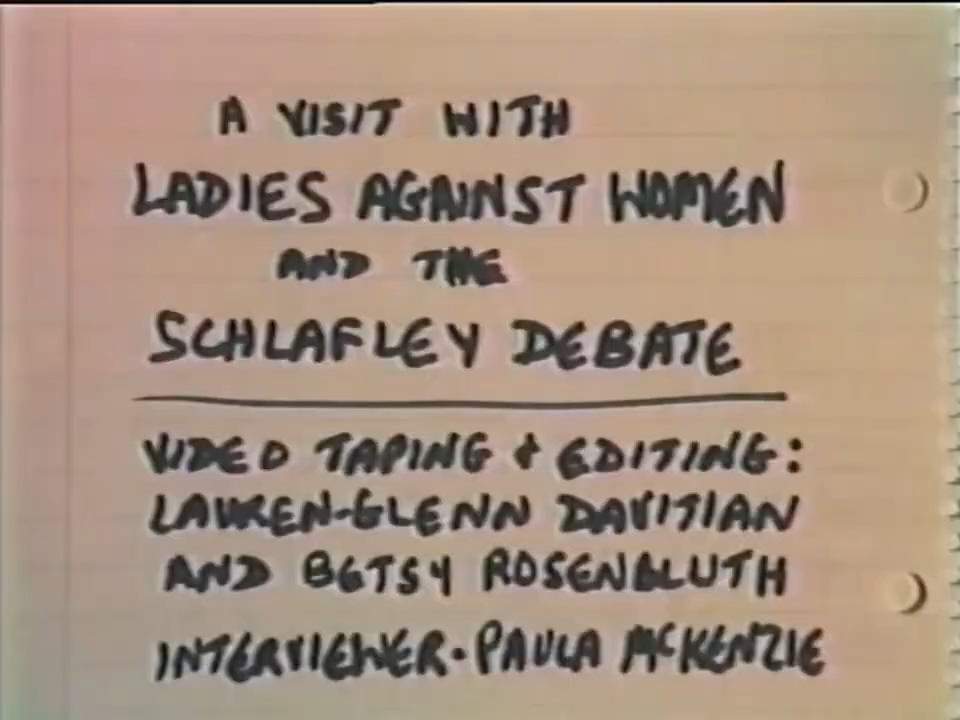 A VISIT WITH
LADIES AGAINST WOMEN
AND THE
SCHLAFLEY DEBATE
VIDEO TAPING + EDITING:
LAUREN-GLENN DAVITIAN
AND BETSY ROSENBLUTH
INTERVIEWER - PAULA MCKENZIE